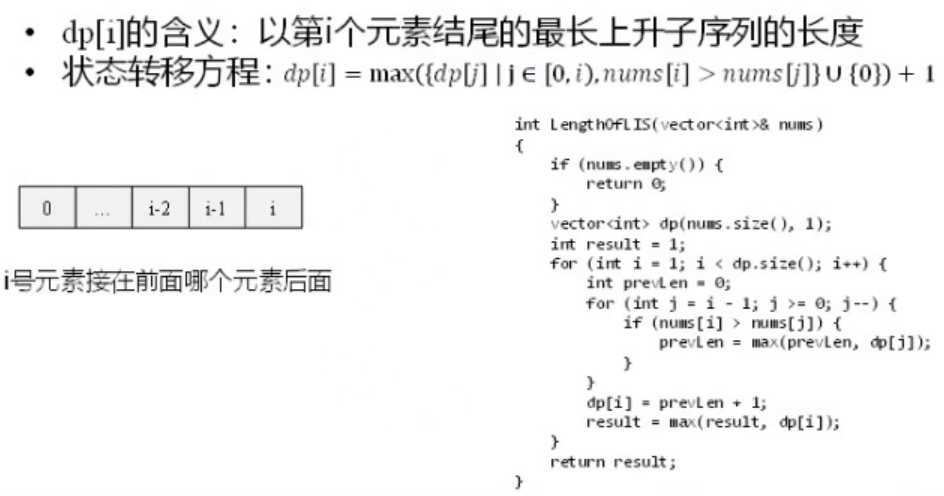 • dp[i]的含义：以第i个元素结尾的最长上升子序列的长度
• 状态转移方程：dp[i] = max({dp[j] | j ∈ [0, i), nums[i] > nums[j]} ∪ {0}) + 1
0 ... i-2 i-1 i
i号元素接在前面哪个元素后面
int LengthOfLIS(vector<int>& nums)
{
    if (nums.empty()) {
        return 0;
    }
    vector<int> dp(nums.size(), 1);
    int result = 1;
    for (int i = 1; i < dp.size(); i++) {
        int prevLen = 0;
        for (int j = i - 1; j >= 0; j--) {
            if (nums[i] > nums[j]) {
                prevLen = max(prevLen, dp[j]);
            }
        }
        dp[i] = prevLen + 1;
        result = max(result, dp[i]);
    }
    return result;
}